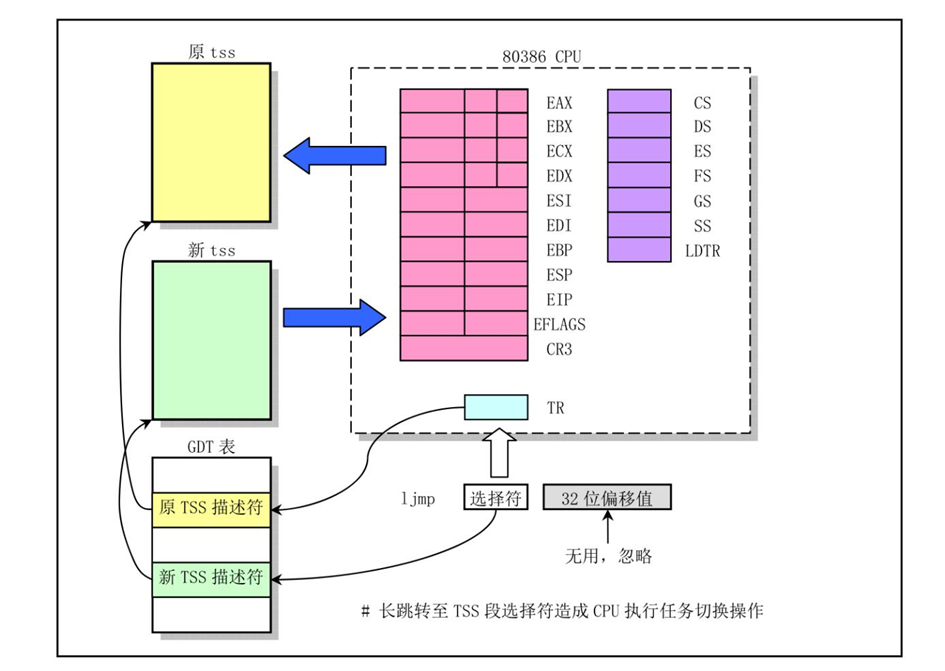 原 tss
80386 CPU
EAX
CS
EBX
DS
ECX
ES
EDX
FS
ESI
GS
EDI
SS
新 tss
EBP
LDTR
ESP
EIP
EFLAGS
CR3
TR
GDT 表
ljmp
选择符
32 位偏移值
原 TSS 描述符
无用，忽略
新 TSS 描述符
# 长跳转至 TSS 段选择符造成 CPU 执行任务切换操作